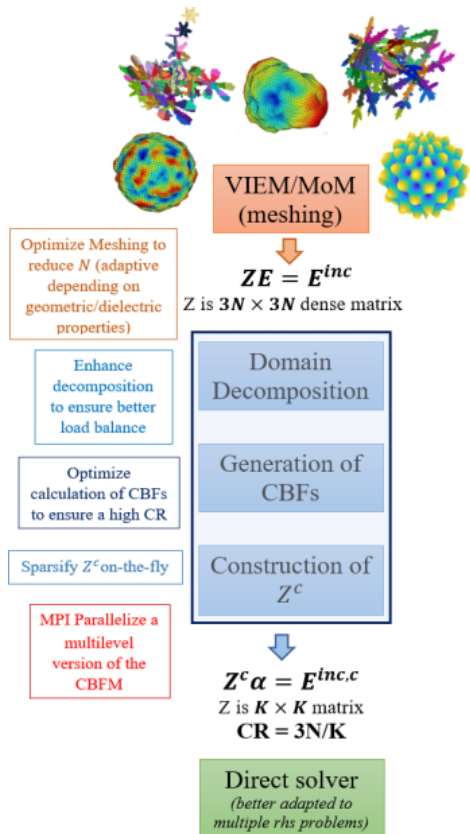 VIEM/MoM
(meshing)
Optimize Meshing to
reduce N (adaptive
depending on
geometric/dielectric
properties)
ZE = E^inc
Z is 3N × 3N dense matrix
Enhance
decomposition
to ensure better
load balance
Domain
Decomposition
Optimize
calculation of CBFs
to ensure a high CR
Generation of
CBFs
Sparsify Z^c on-the-fly
Construction of
Z^c
MPI Parallelize a
multilevel
version of the
CBFM
Z^c α = E^inc,c
Z is K × K matrix
CR = 3N/K
Direct solver
(better adapted to
multiple rhs problems)